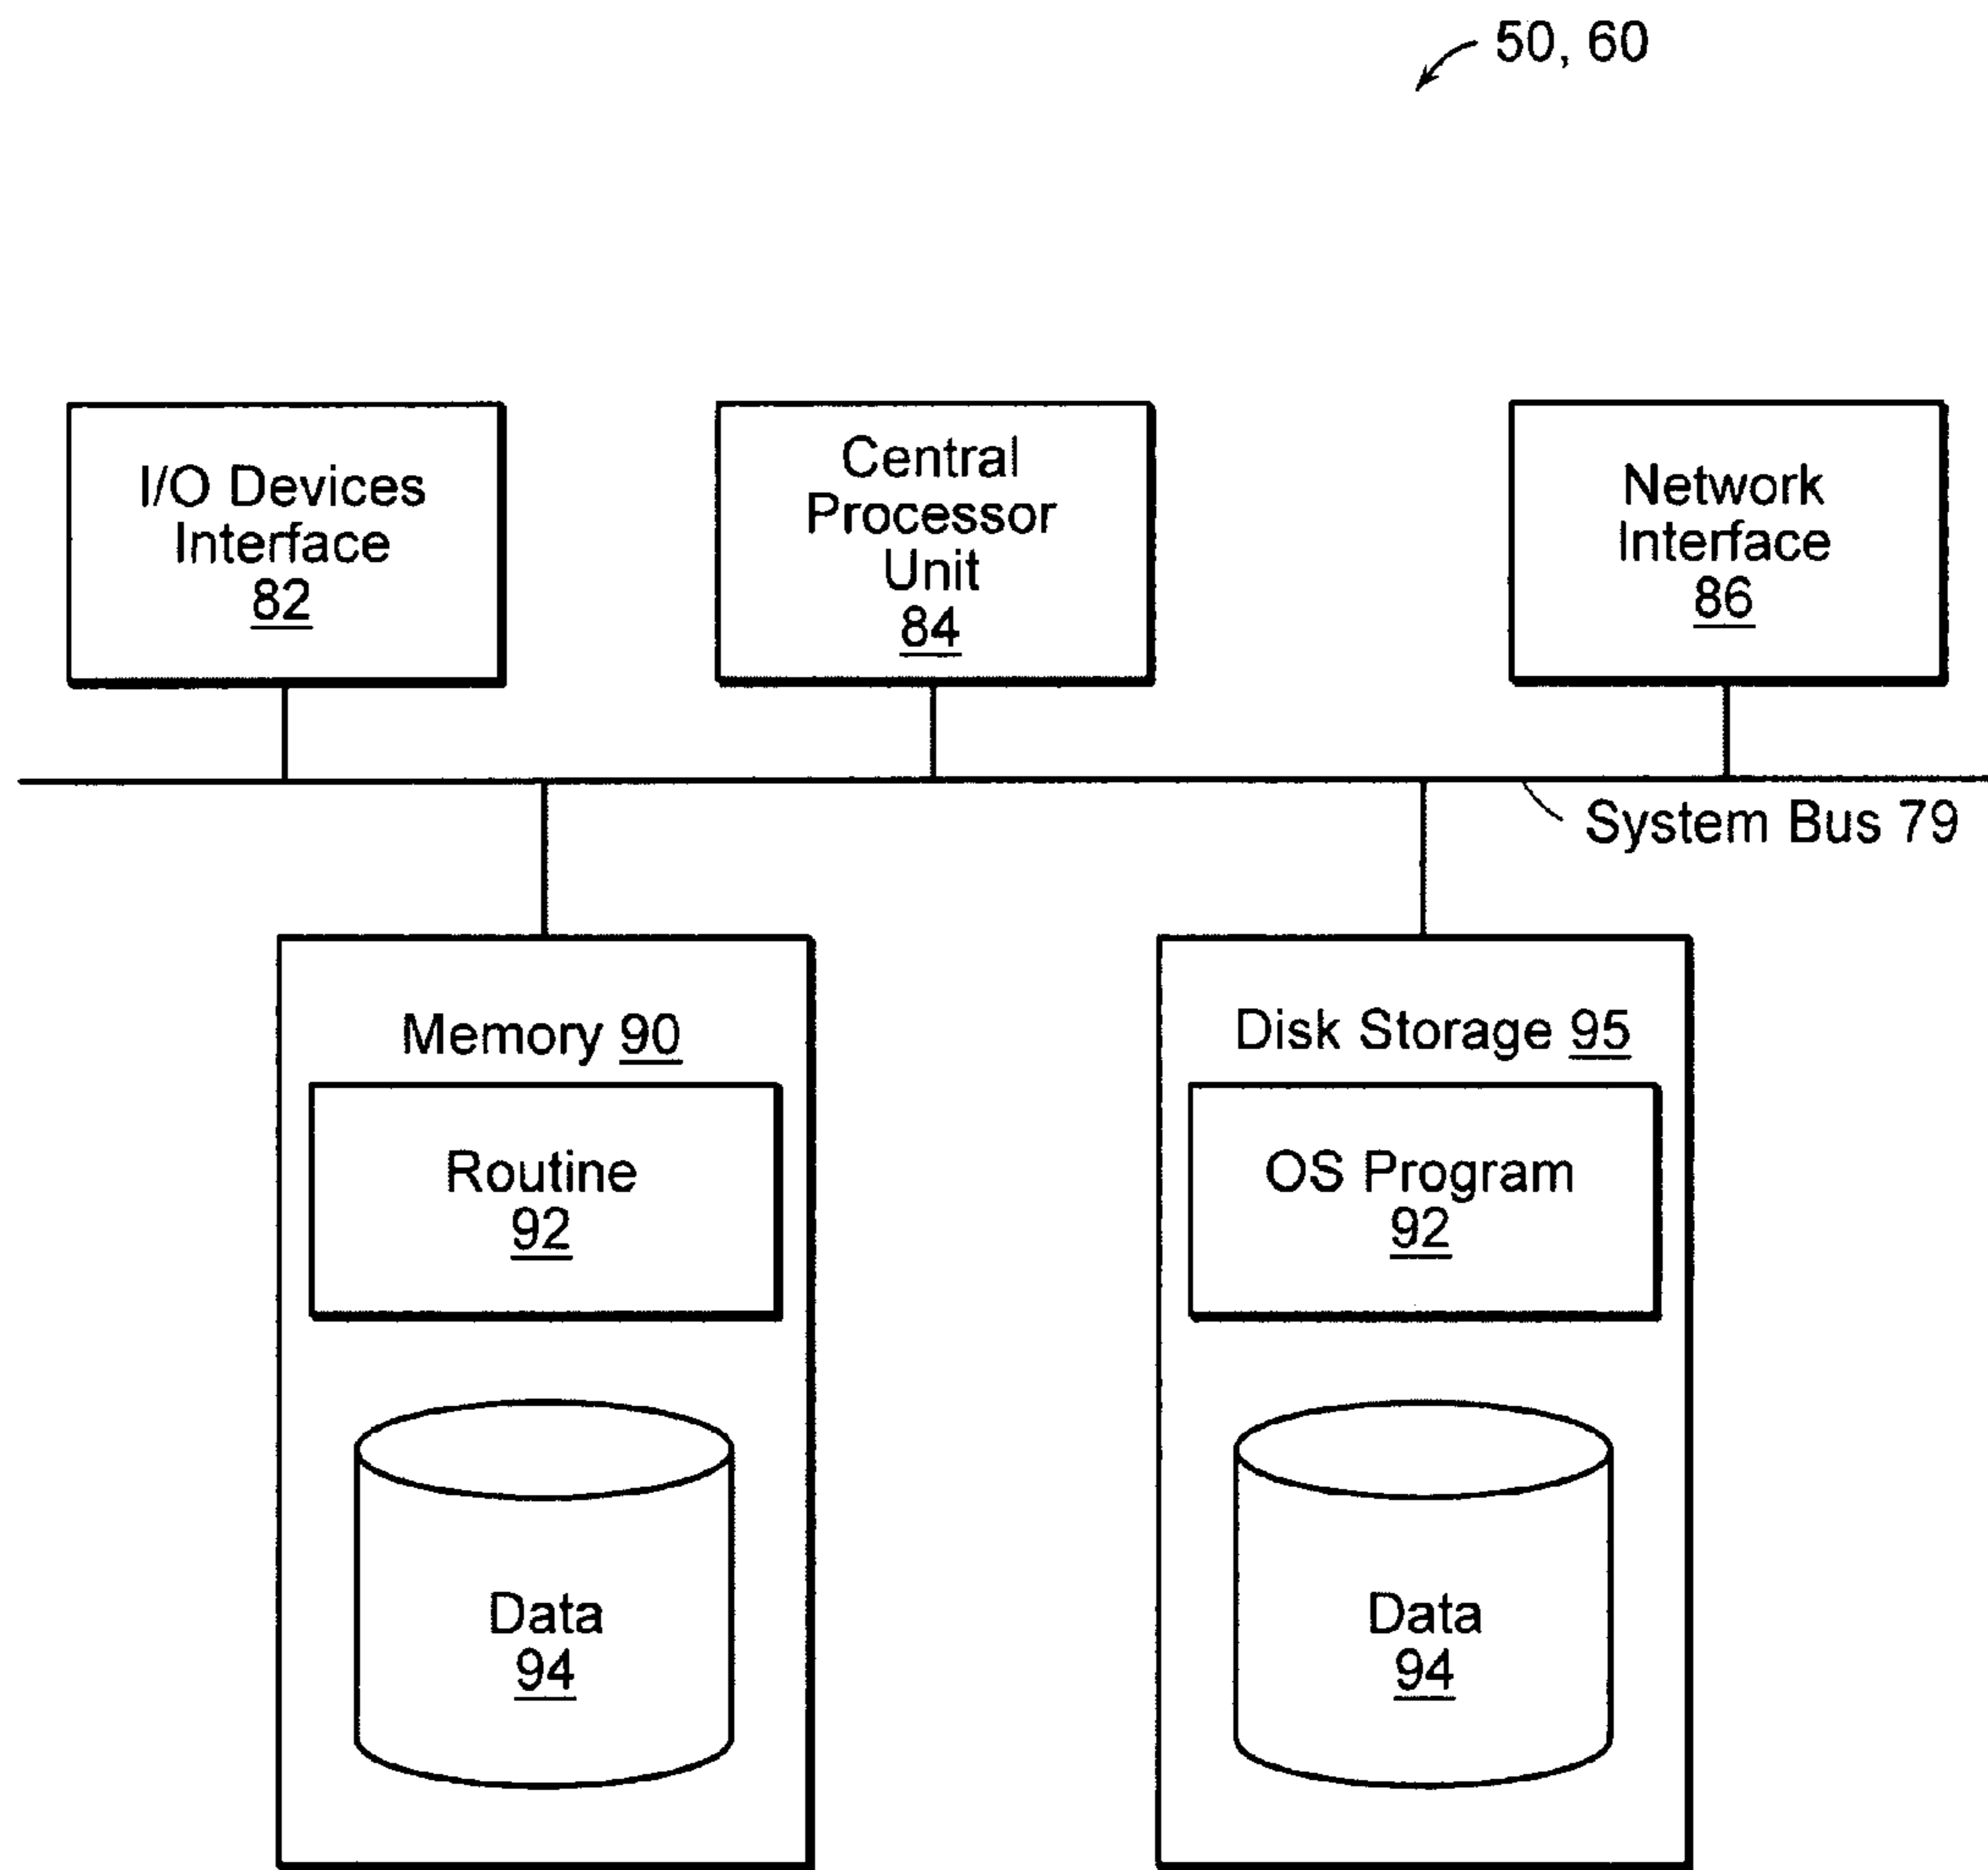 50, 60
I/O Devices
Interface
82
Central
Processor
Unit
84
Network
Interface
86
System Bus 79
Memory 90
Routine
92
Data
94
Disk Storage 95
OS Program
92
Data
94